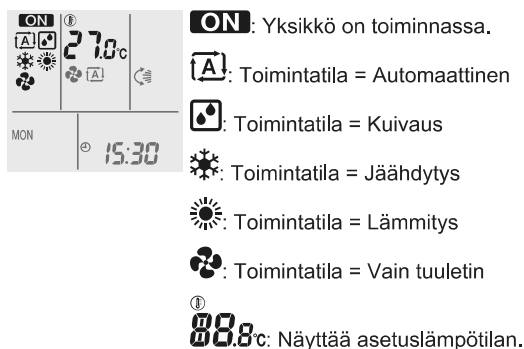 ON
27.0°C
A
MON
15:30
ON: Yksikkö on toiminnassa.
A: Toimintatila = Automaattinen
: Toimintatila = Kuivaus
: Toimintatila = Jäähdytys
: Toimintatila = Lämmitys
: Toimintatila = Vain tuuletin
88.8°C: Näyttää asetuslämpötilan.